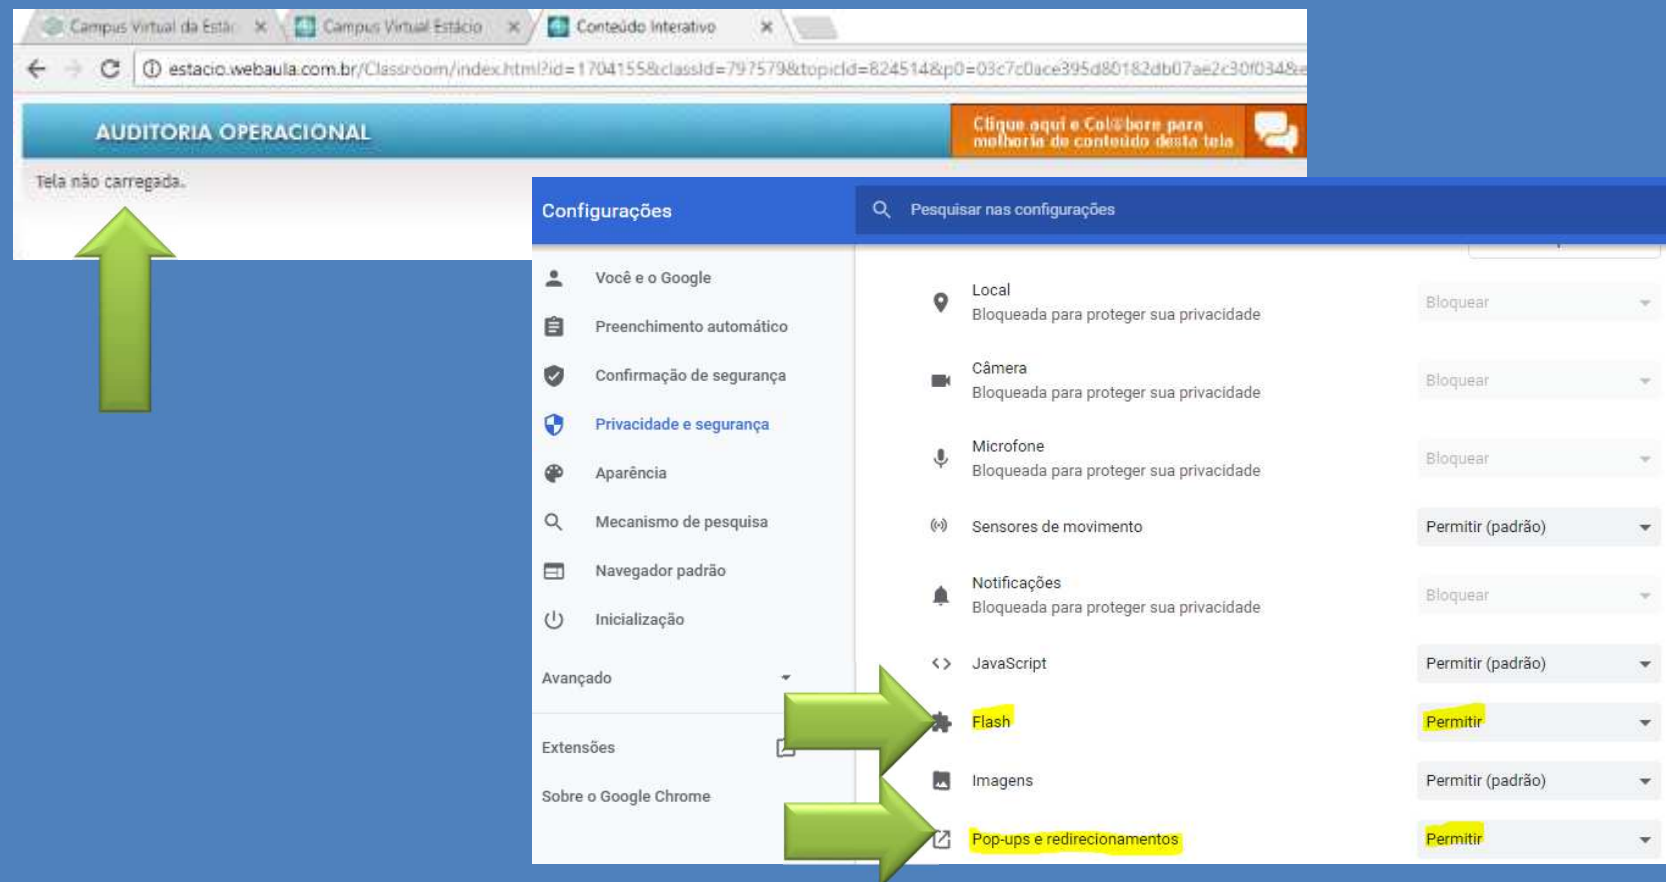 Campus Virtual da Estác
Campus Virtual Estácio
Conteúdo Interativo
estacio.webaula.com.br/Classroom/index.html?id=1704155&classId=797579&topicId=824514&p0=03c7c0ace395d80182db07ae2c30f034&e
AUDITORIA OPERACIONAL
Clique aqui e Col@bore para
melhoria do conteúdo desta tela
Tela não carregada.
Configurações
Pesquisar nas configurações
Você e o Google
Preenchimento automático
Confirmação de segurança
Privacidade e segurança
Aparência
Mecanismo de pesquisa
Navegador padrão
Inicialização
Avançado
Extensões
Sobre o Google Chrome
Local
Bloqueada para proteger sua privacidade
Bloquear
Câmera
Bloqueada para proteger sua privacidade
Bloquear
Microfone
Bloqueada para proteger sua privacidade
Bloquear
Sensores de movimento
Permitir (padrão)
Notificações
Bloqueada para proteger sua privacidade
Bloquear
JavaScript
Permitir (padrão)
Flash
Permitir
Imagens
Permitir (padrão)
Pop-ups e redirecionamentos
Permitir